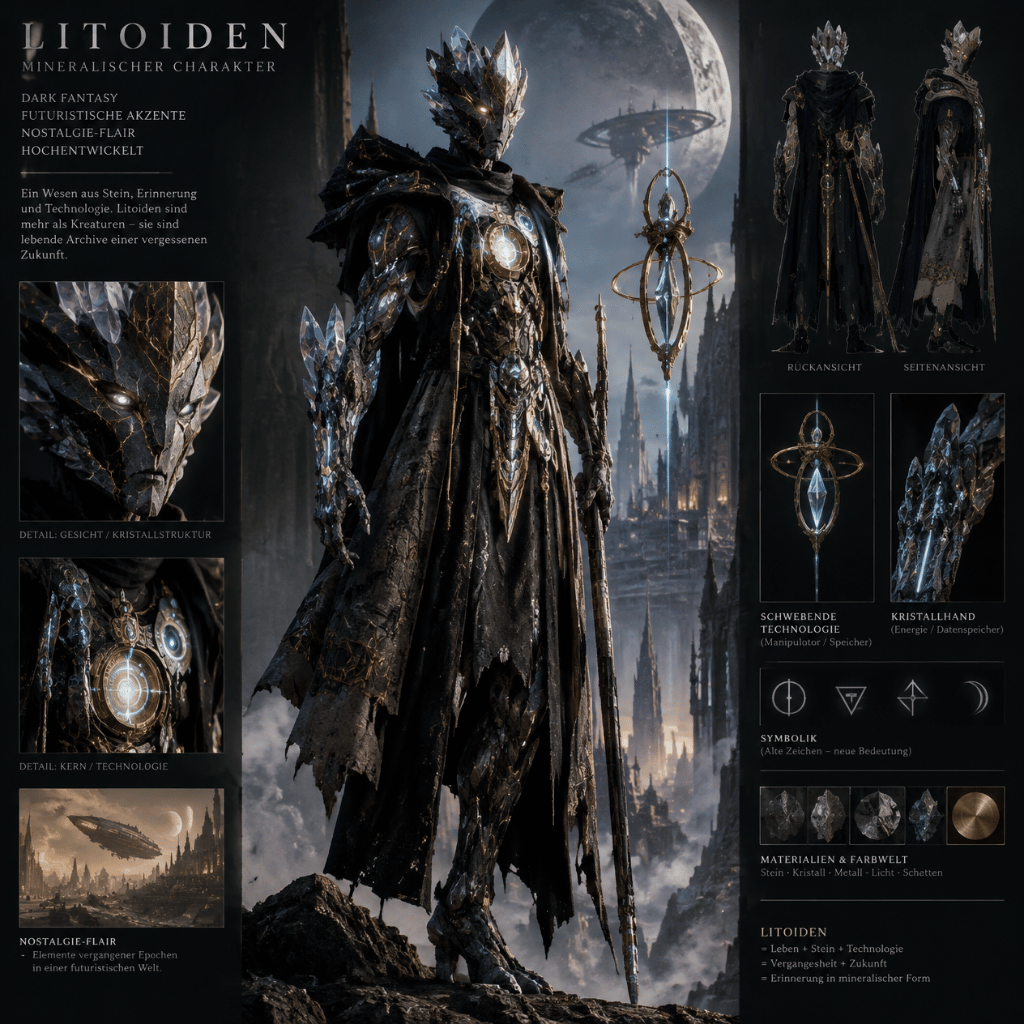 LITOIDEN
MINERALISCHER CHARAKTER
DARK FANTASY
FUTURISTISCHE AKZENTE
NOSTALGIE-FLAIR
HOCHENTWICKELT
Ein Wesen aus Stein, Erinnerung
und Technologie. Litoiden sind
mehr als Kreaturen – sie sind
lebende Archive einer vergessenen
Zukunft.
DETAIL: GESICHT / KRISTALLSTRUKTUR
DETAIL: KERN / TECHNOLOGIE
NOSTALGIE-FLAIR
- Elemente vergangener Epochen
in einer futuristischen Welt.
RÜCKANSICHT
SEITENANSICHT
SCHWEBENDE
TECHNOLOGIE
(Manipulotor / Speicher)
KRISTALLHAND
(Energie / Datenspeicher)
SYMBOLIK
(Alte Zeichen – neue Bedeutung)
MATERIALIEN & FARBWELT
Stein · Kristall · Metall · Licht · Schetten
LITOIDEN
= Leben + Stein + Technologie
= Vergangesheit + Zukunft
= Erinnerung in mineralischer Form